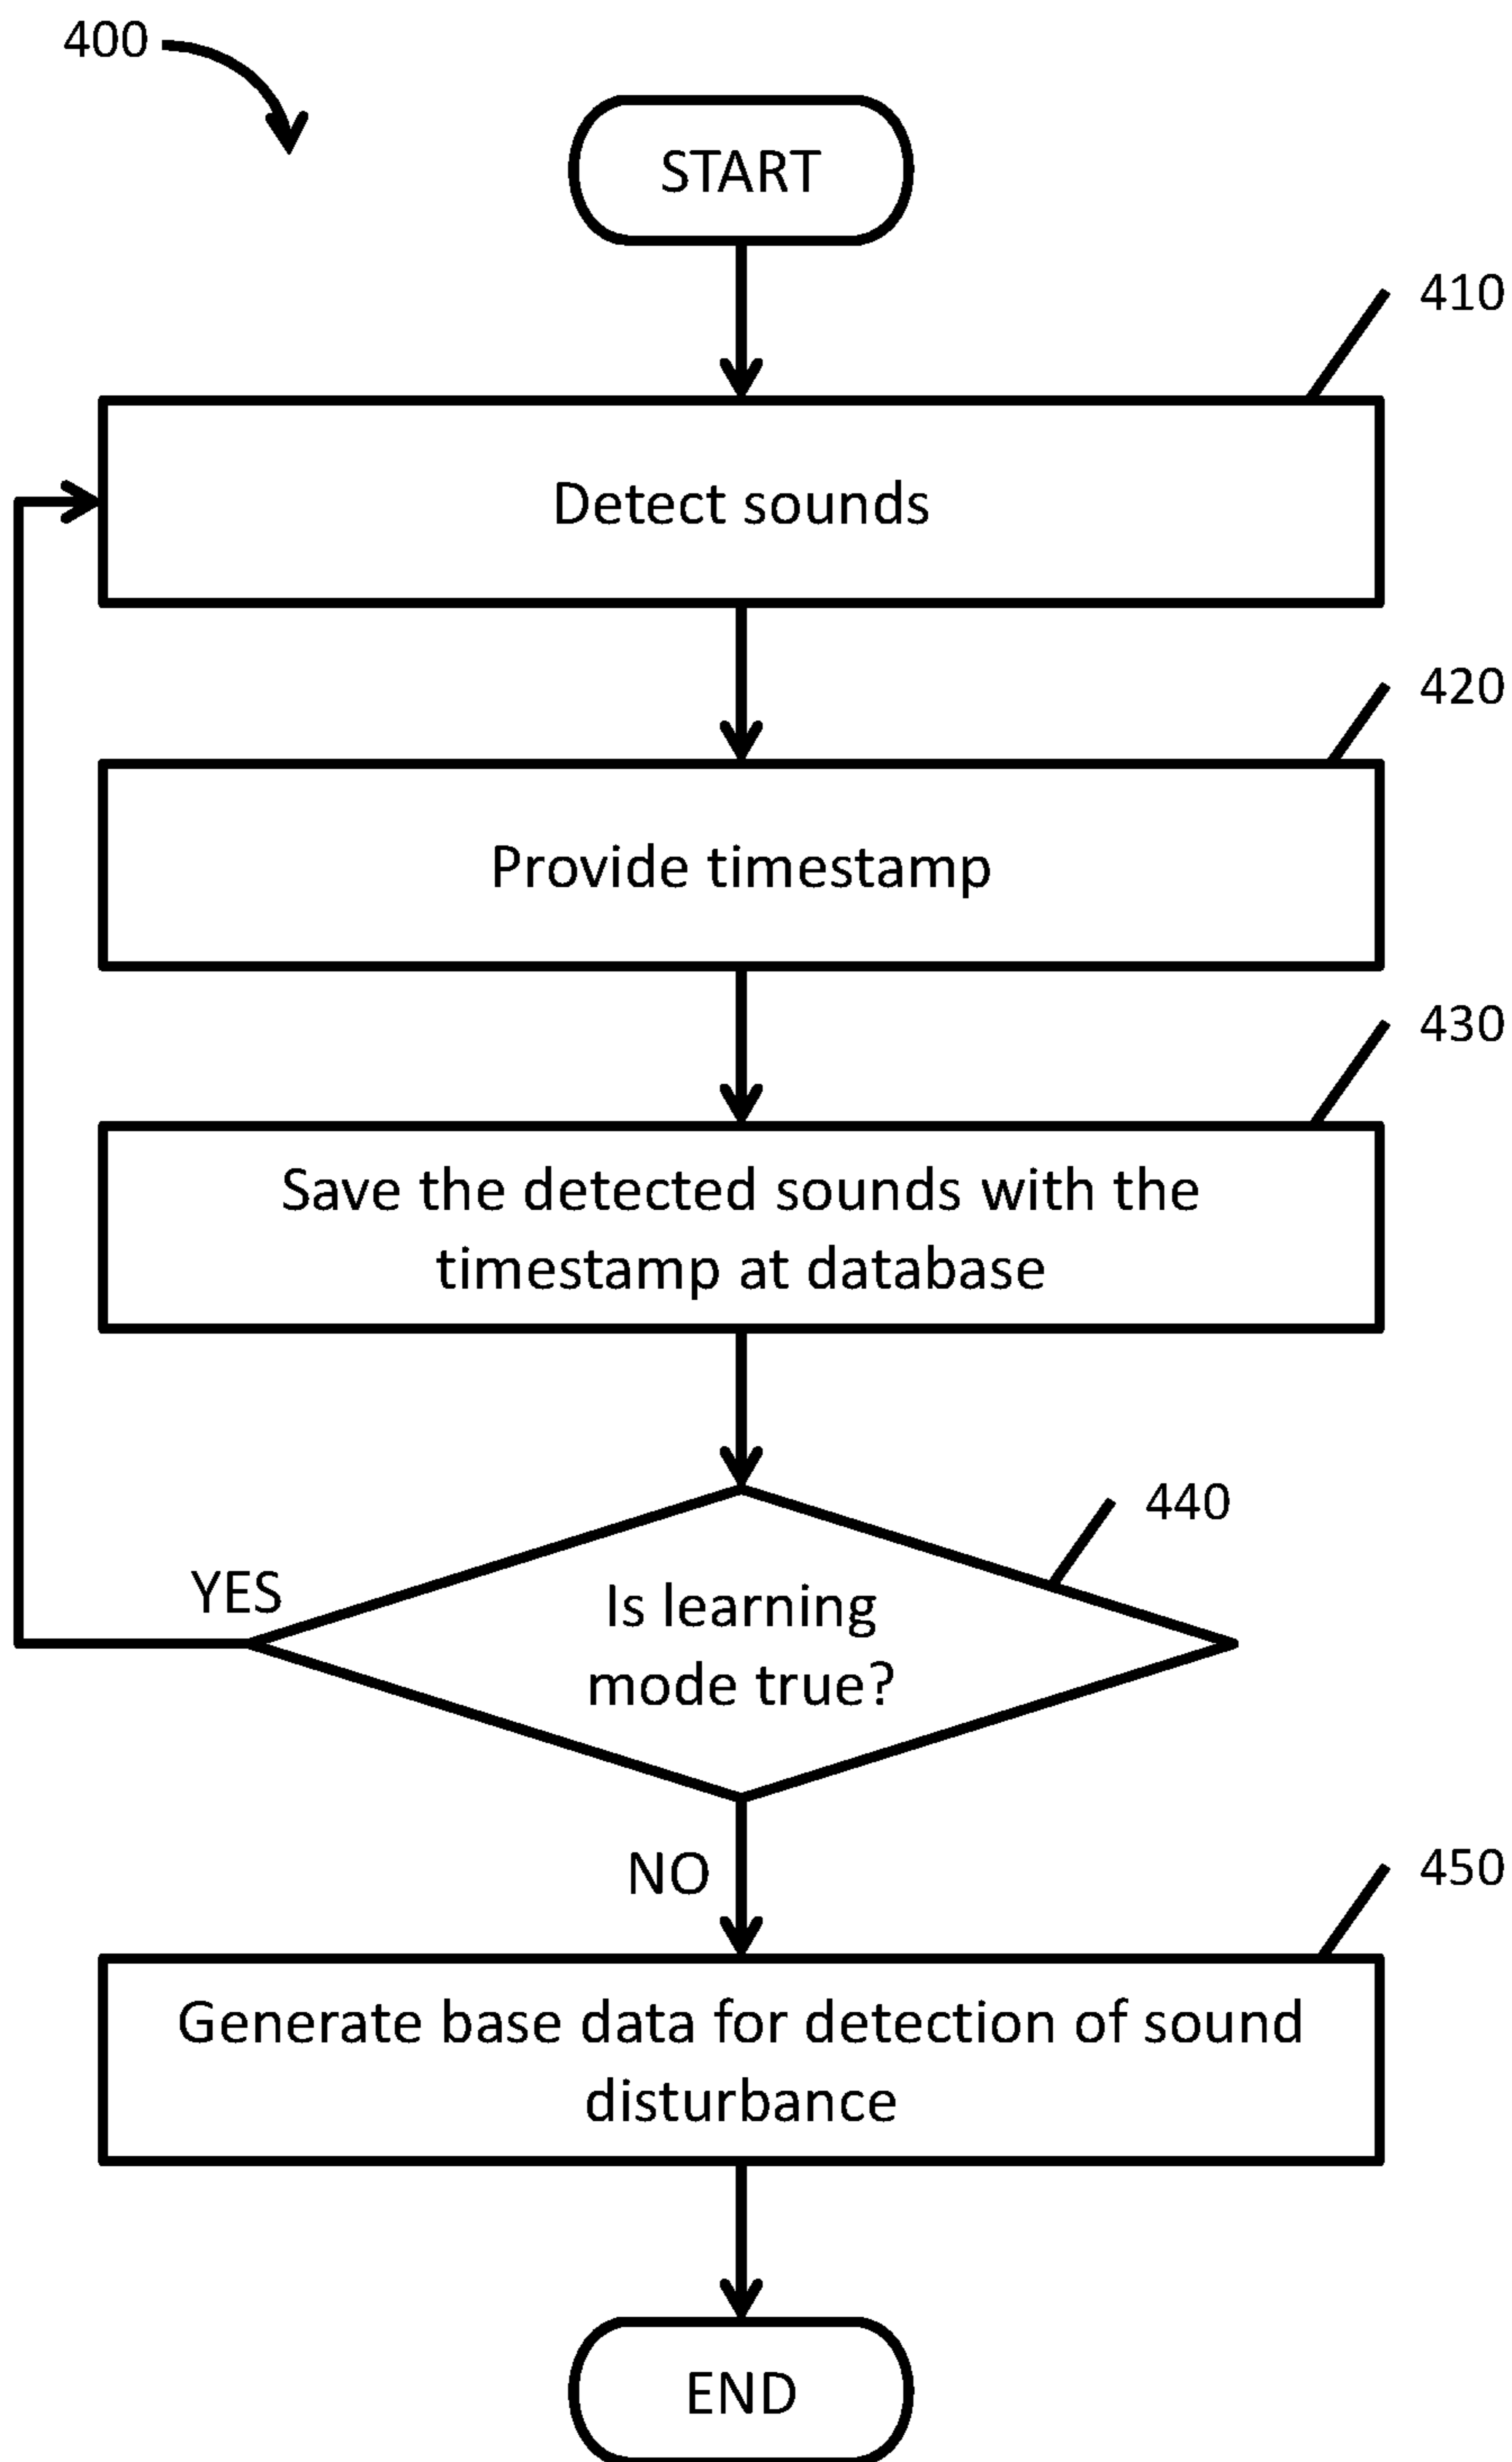 400
START
410
Detect sounds
420
Provide timestamp
430
Save the detected sounds with the
timestamp at database
440
YES
Is learning
mode true?
NO
450
Generate base data for detection of sound
disturbance
END